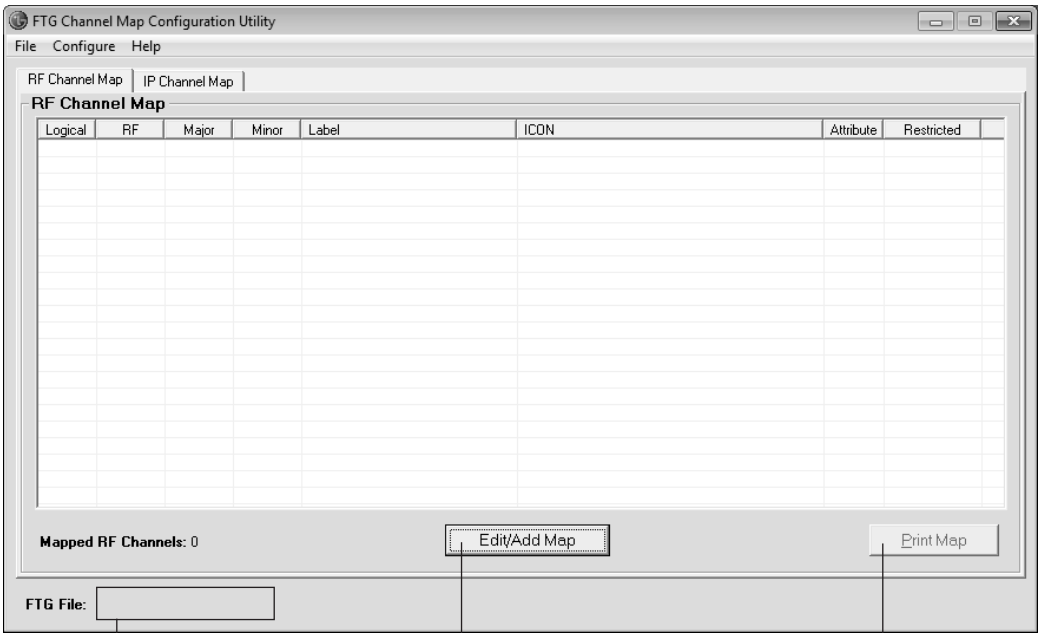 FTG Channel Map Configuration Utility
File Configure Help
RF Channel Map IP Channel Map
RF Channel Map
Logical RF Major Minor Label ICON Attribute Restricted
Mapped RF Channels: 0
Edit/Add Map
Print Map
FTG File: